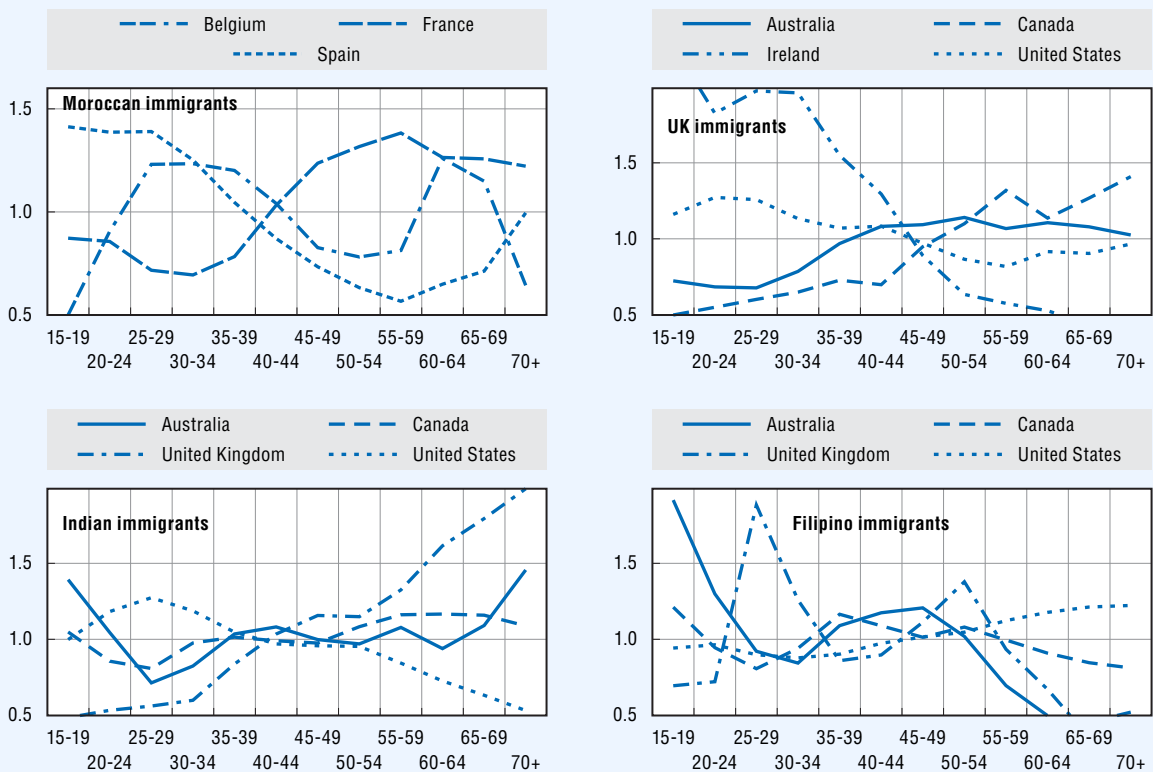 Belgium France
Spain
Moroccan immigrants
1.5
1.0
0.5
15-19 25-29 35-39 45-49 55-59 65-69
20-24 30-34 40-44 50-54 60-64 70+
Australia Canada
Ireland United States
UK immigrants
1.5
1.0
0.5
15-19 25-29 35-39 45-49 55-59 65-69
20-24 30-34 40-44 50-54 60-64 70+
Australia Canada
United Kingdom United States
Indian immigrants
1.5
1.0
0.5
15-19 25-29 35-39 45-49 55-59 65-69
20-24 30-34 40-44 50-54 60-64 70+
Australia Canada
United Kingdom United States
Filipino immigrants
1.5
1.0
0.5
15-19 25-29 35-39 45-49 55-59 65-69
20-24 30-34 40-44 50-54 60-64 70+